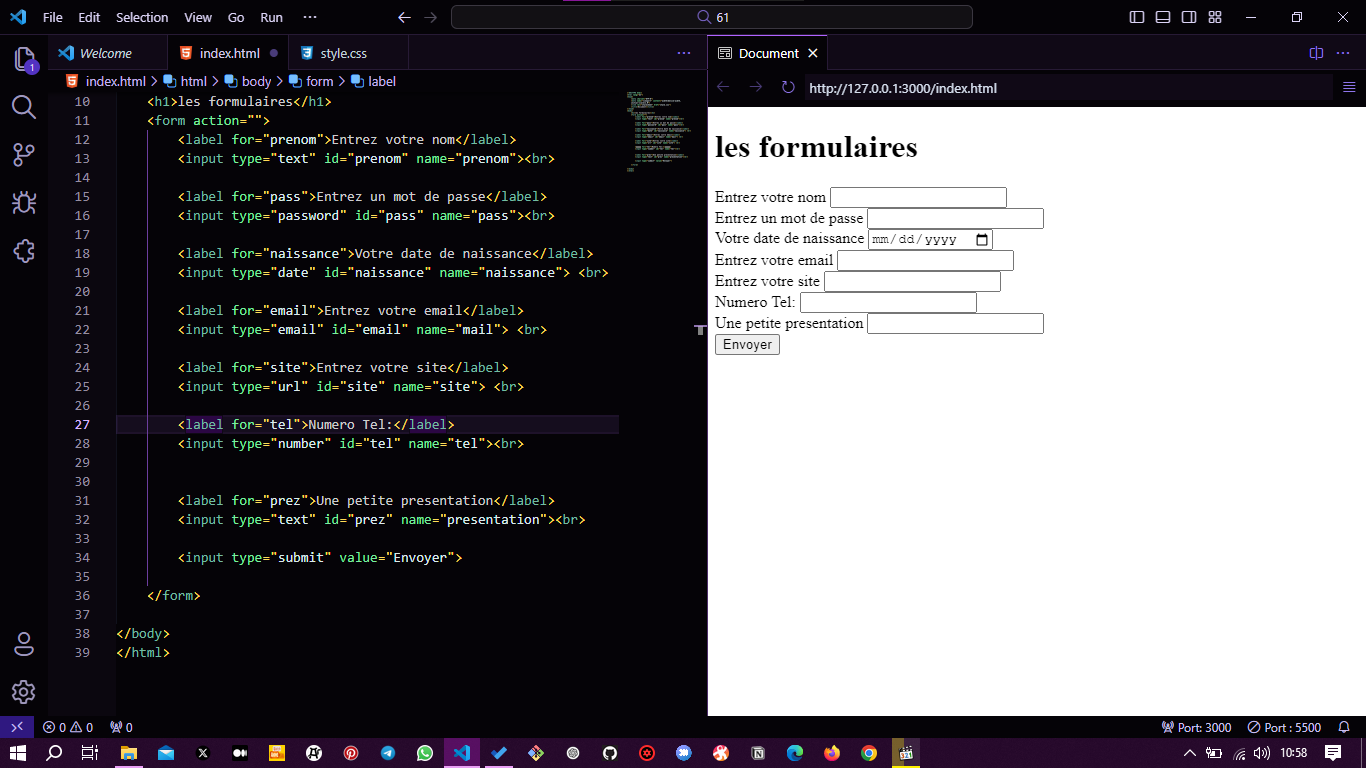 File Edit Selection View Go Run ··· 61
Welcome index.html style.css ··· Document ···
index.html > html > body > form > label
http://127.0.0.1:3000/index.html
10 <h1>les formulaires</h1>
11 <form action="">
12 <label for="prenom">Entrez votre nom</label>
13 <input type="text" id="prenom" name="prenom"><br>
14
15 <label for="pass">Entrez un mot de passe</label>
16 <input type="password" id="pass" name="pass"><br>
17
18 <label for="naissance">Votre date de naissance</label>
19 <input type="date" id="naissance" name="naissance"> <br>
20
21 <label for="email">Entrez votre email</label>
22 <input type="email" id="email" name="mail"> <br>
23
24 <label for="site">Entrez votre site</label>
25 <input type="url" id="site" name="site"> <br>
26
27 <label for="tel">Numero Tel:</label>
28 <input type="number" id="tel" name="tel"><br>
29
30
31 <label for="prez">Une petite presentation</label>
32 <input type="text" id="prez" name="presentation"><br>
33
34 <input type="submit" value="Envoyer">
35
36 </form>
37
38 </body>
39 </html>
les formulaires
Entrez votre nom
Entrez un mot de passe
Votre date de naissance mm/dd/yyyy
Entrez votre email
Entrez votre site
Numero Tel:
Une petite presentation
Envoyer
1
0 0 0 Port: 3000 Port : 5500
10:58